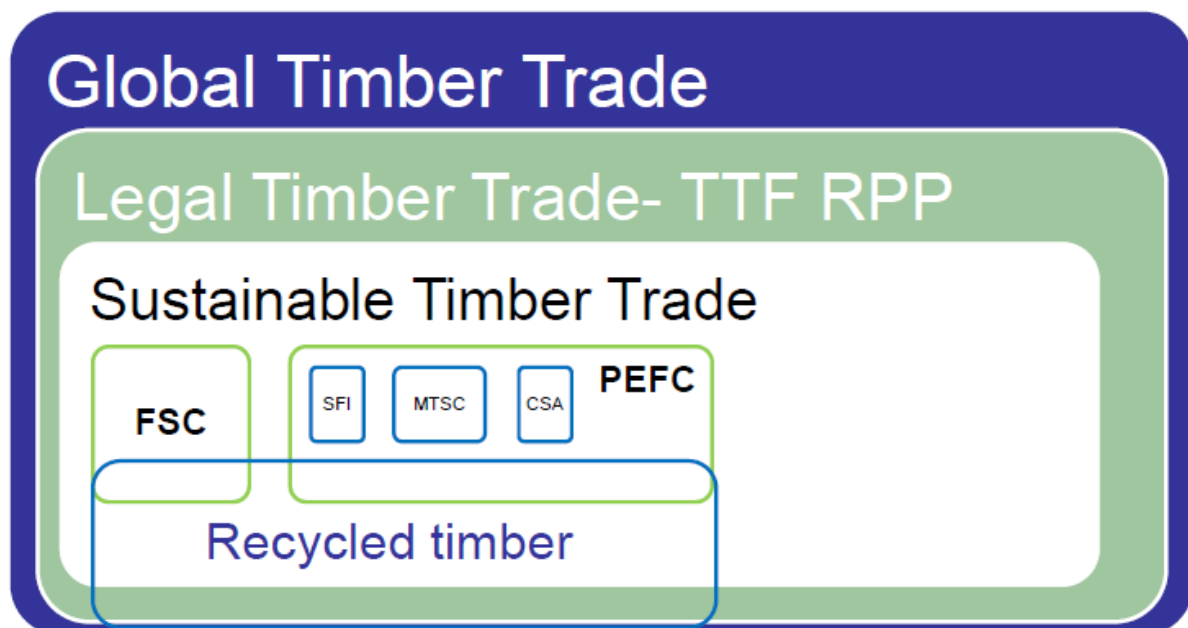 Global Timber Trade
Legal Timber Trade- TTF RPP
Sustainable Timber Trade
FSC
SFI
MTSC
CSA
PEFC
Recycled timber